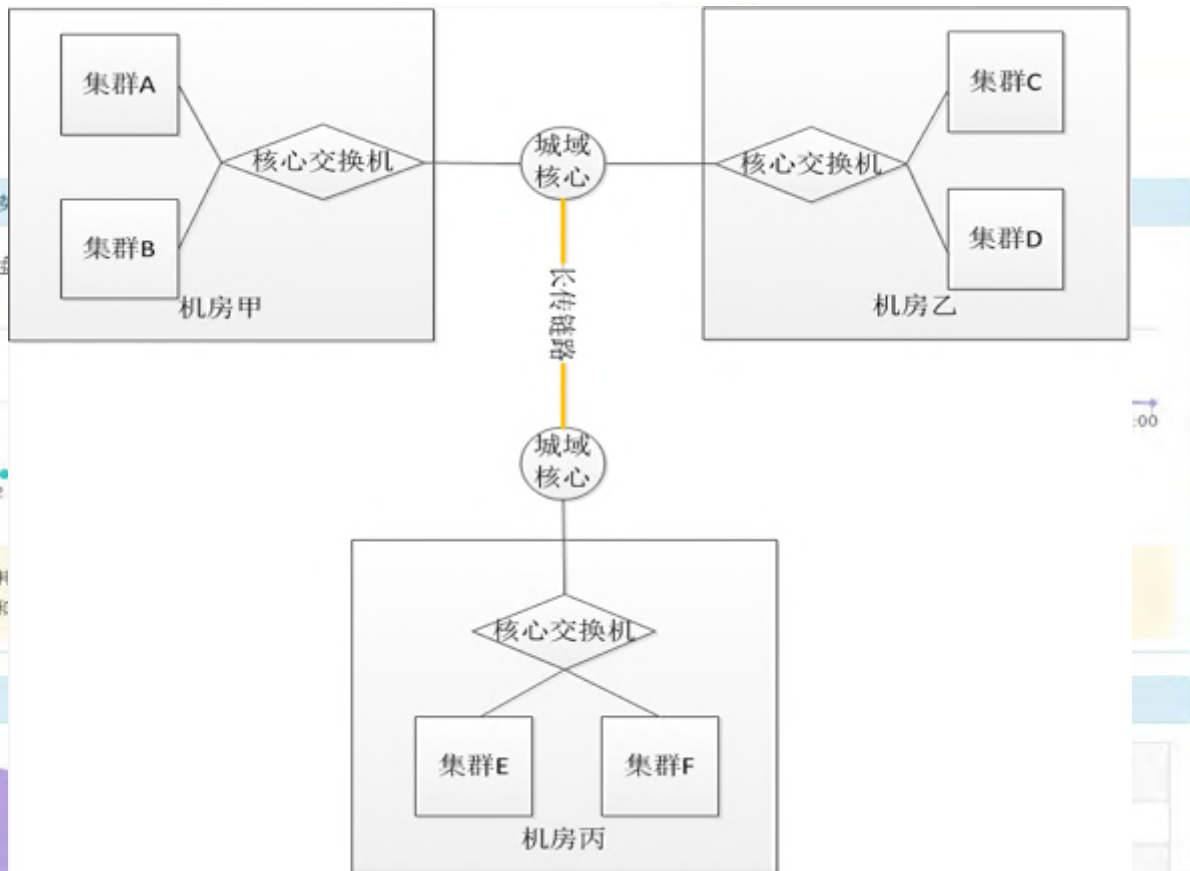 集群A
集群B
核心交换机
机房甲
城域
核心
集群C
集群D
核心交换机
机房乙
长传链路
:00
城域
核心
核心交换机
集群E
集群F
机房丙